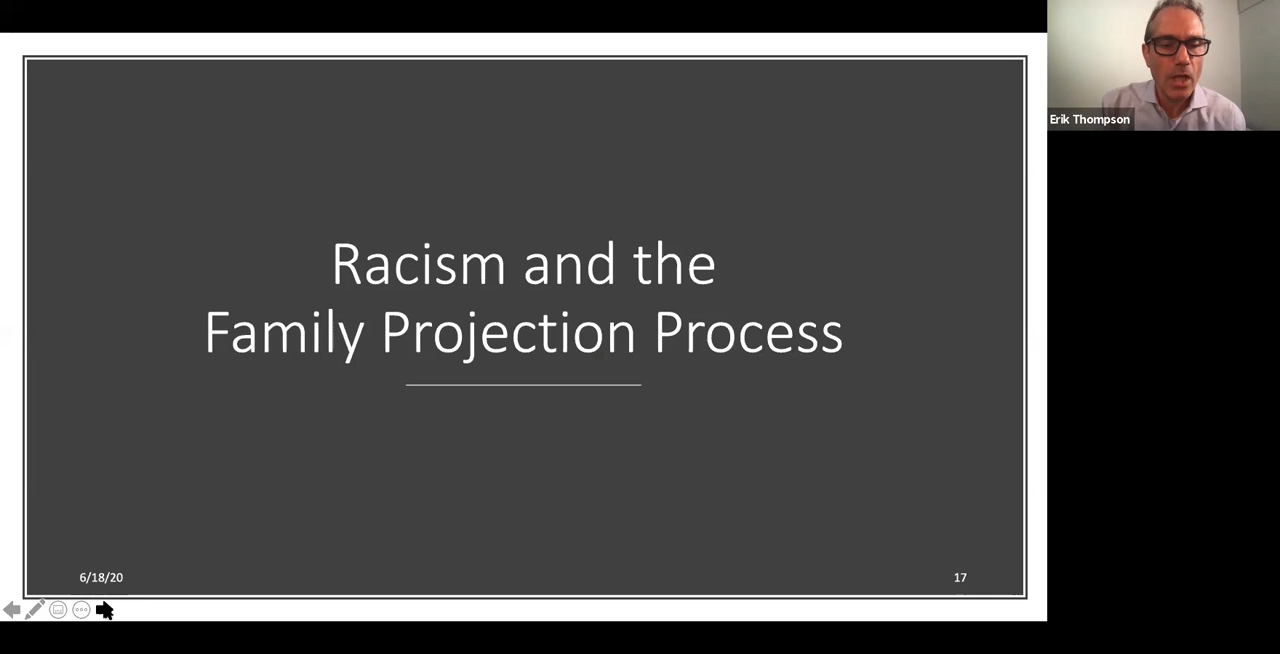 Racism and the
Family Projection Process
6/18/20
17
Erik Thompson